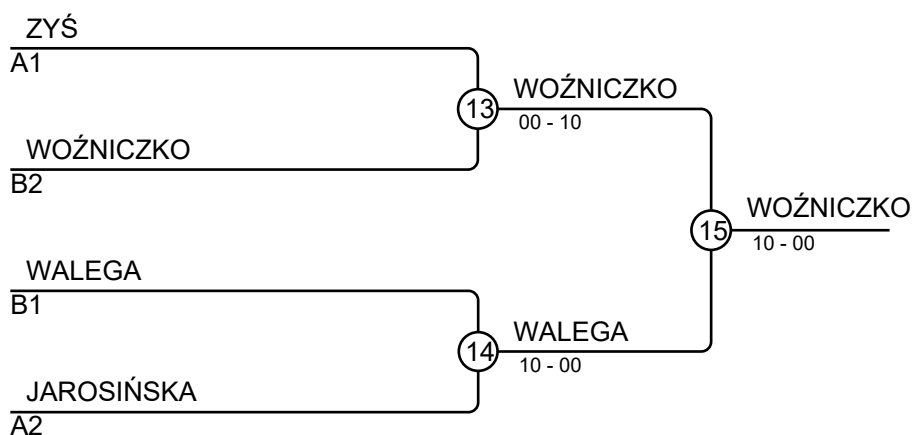 ZYŚ
A1
13
WOŹNICZKO
00 - 10
WOŹNICZKO
B2
15
WOŹNICZKO
10 - 00
WALEGA
B1
14
WALEGA
10 - 00
JAROSIŃSKA
A2